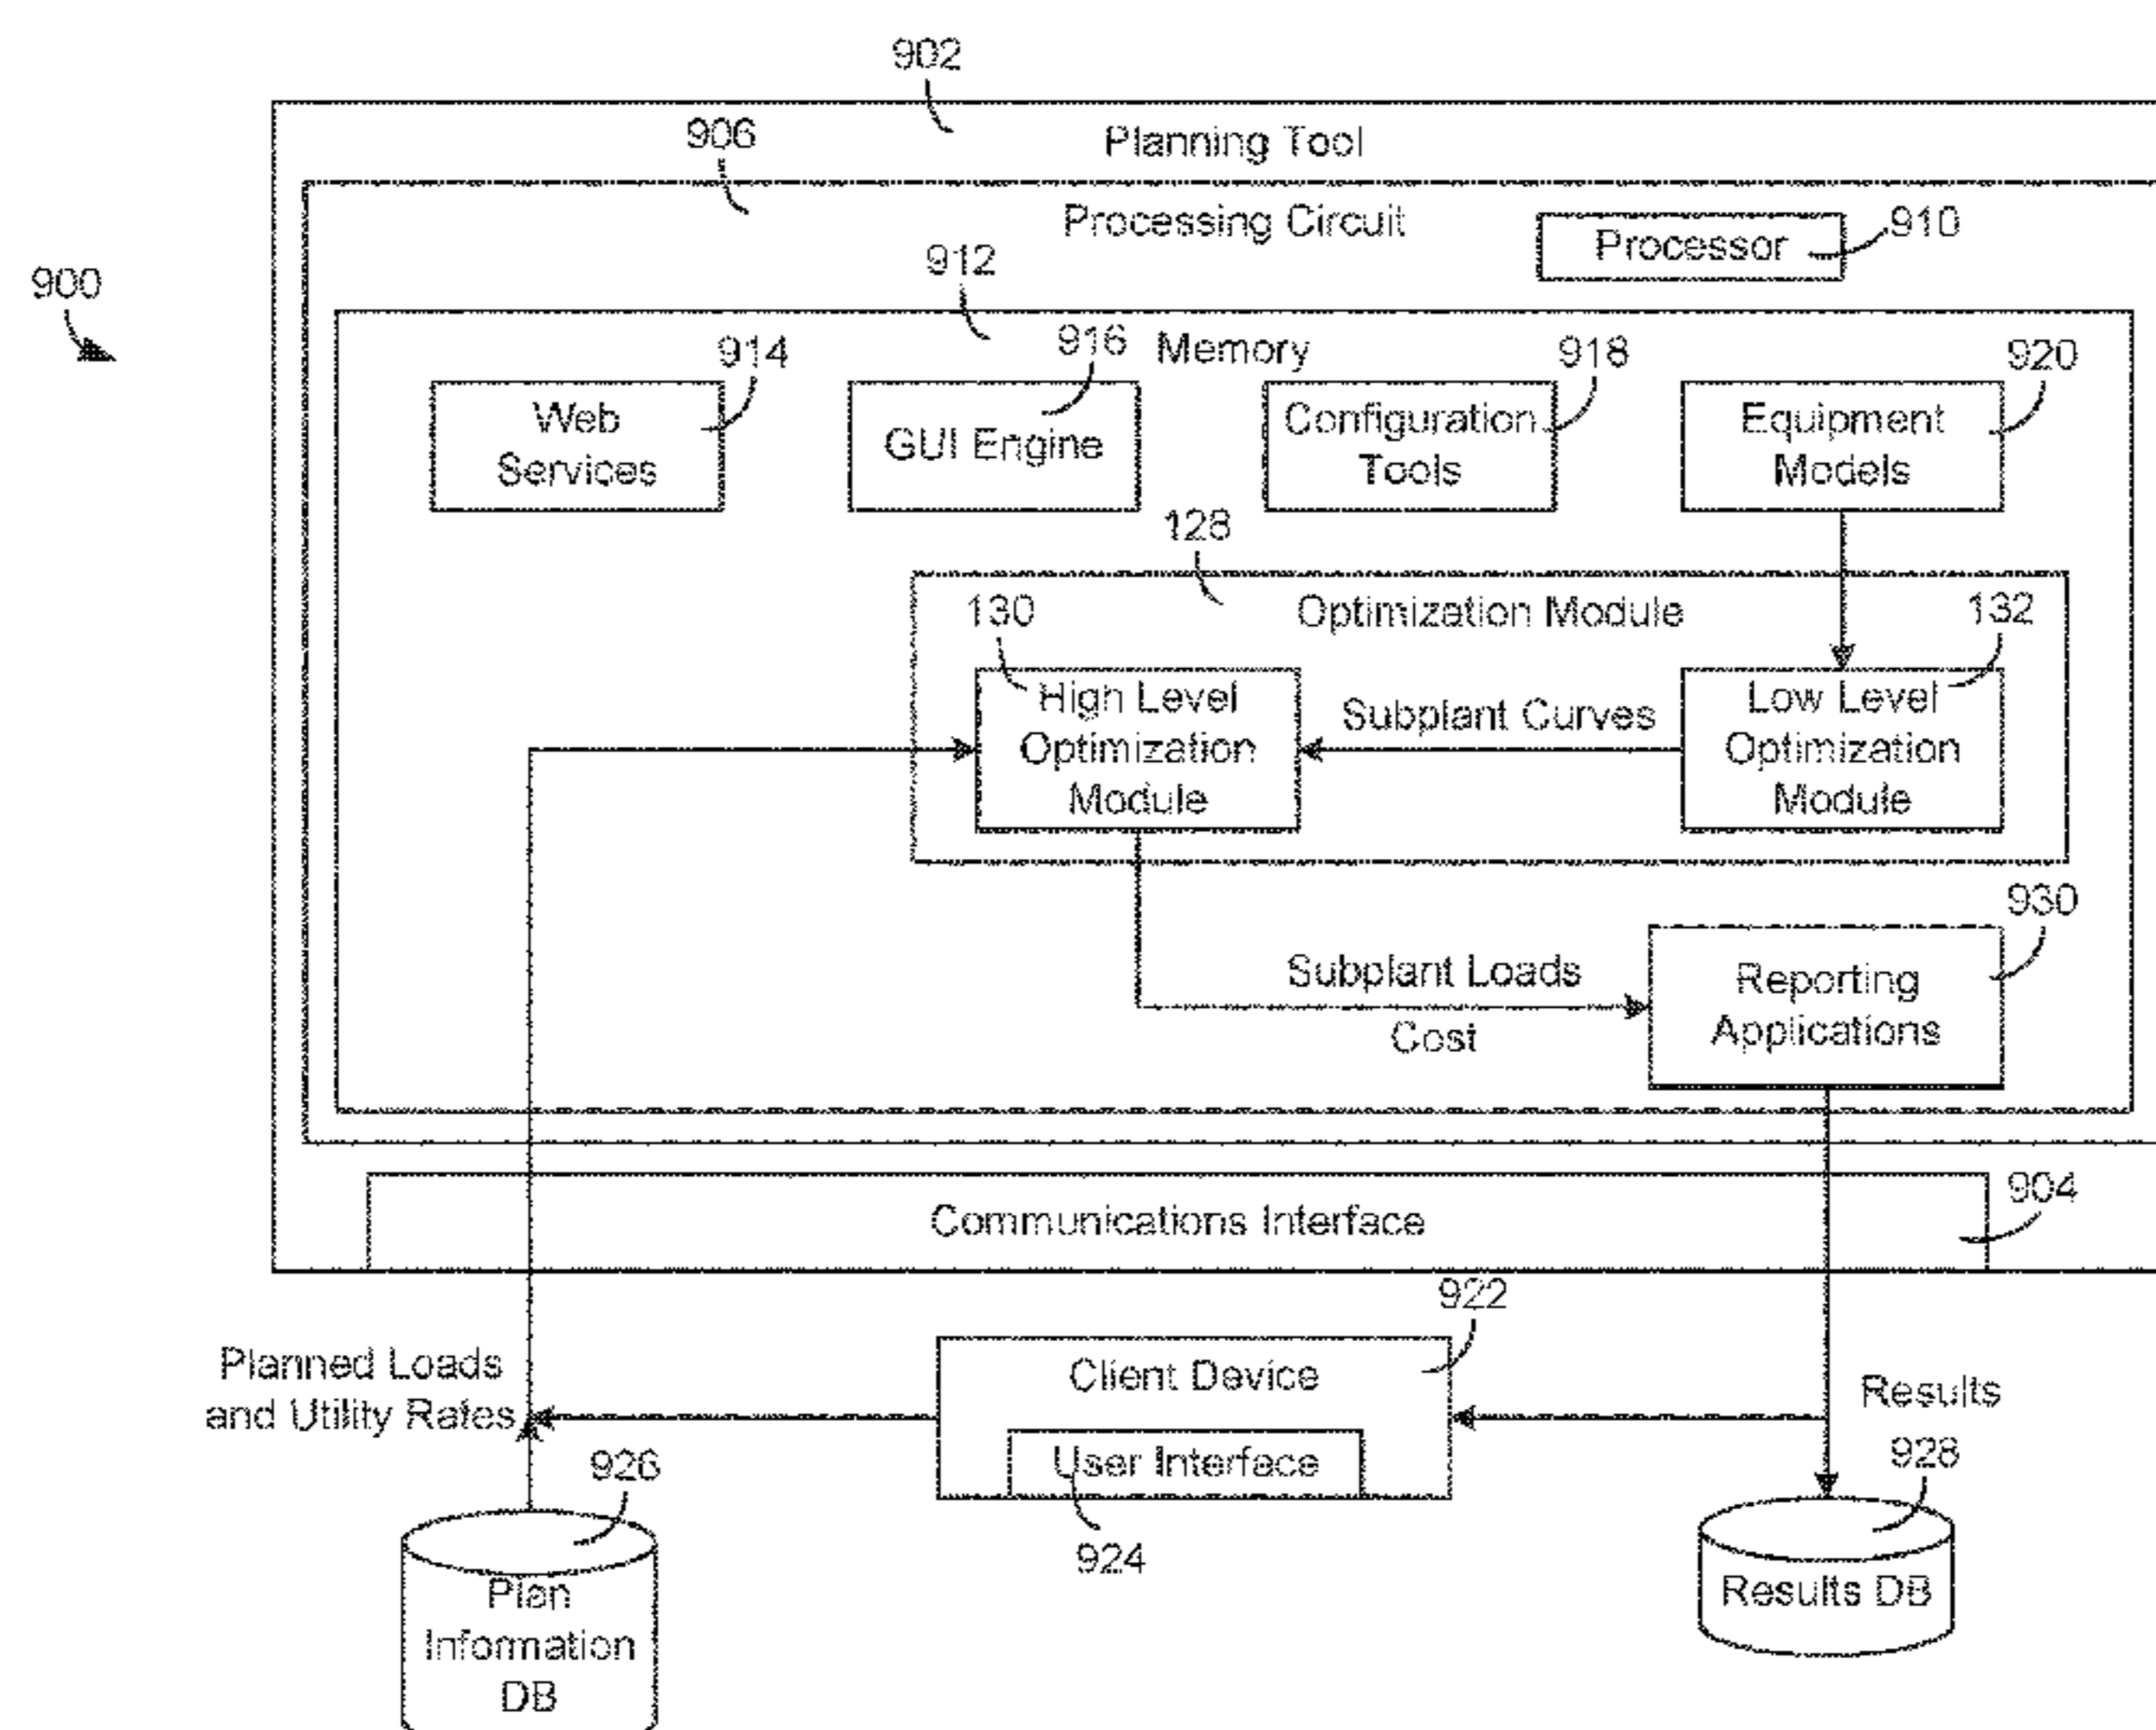 902
Planning Tool
906
Processing Circuit
Processor
910
900
912
Memory
914
916
918
920
Web
Services
GUI Engine
Configuration
Tools
Equipment
Models
128
Optimization Module
130
132
High Level
Optimization
Module
Subplant Curves
Low Level
Optimization
Module
930
Subplant Loads
Cost
Reporting
Applications
904
Communications Interface
922
Planned Loads
and Utility Rates
Client Device
User Interface
924
Results
926
928
Plan
Information
DB
Results DB